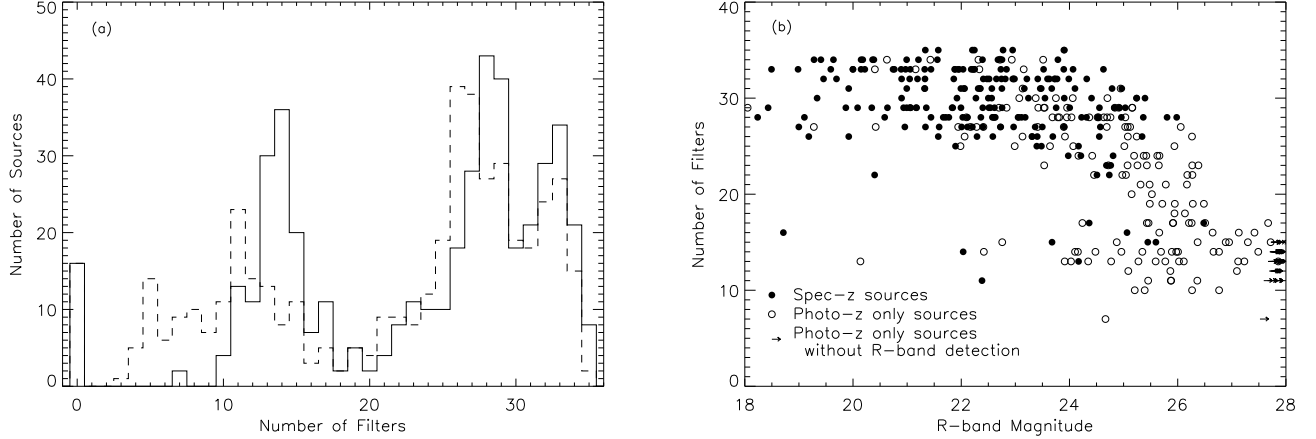 (a)
50
40
30
20
10
0
Number of Sources
0 10 20 30
Number of Filters
(b)
40
30
20
10
0
Number of Filters
Spec-z sources
Photo-z only sources
Photo-z only sources
without R-band detection
18 20 22 24 26 28
R-band Magnitude